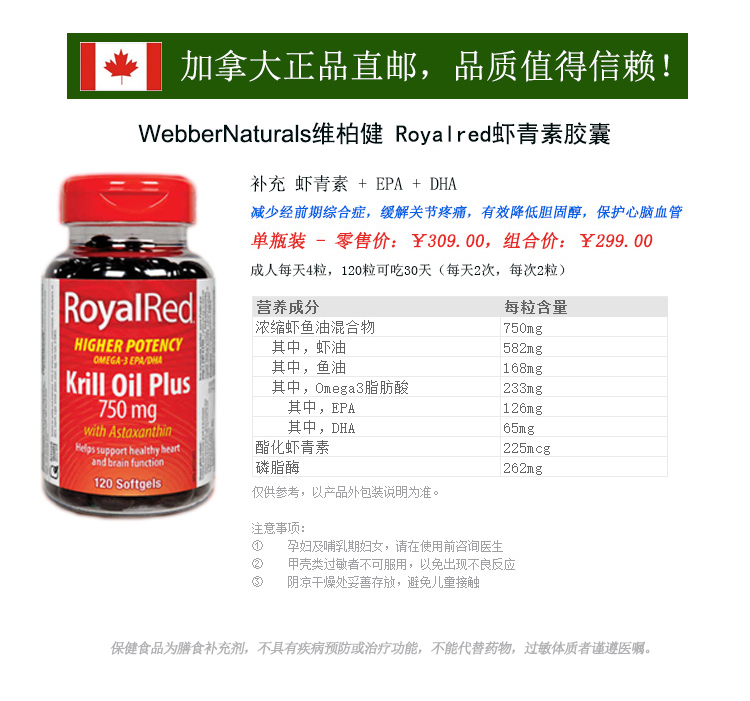 加拿大正品直邮，品质值得信赖！
WebberNaturals维柏健 Royalred虾青素胶囊
补充 虾青素 + EPA + DHA
减少经前期综合症，缓解关节疼痛，有效降低胆固醇，保护心脑血管
单瓶装 - 零售价：￥309.00，组合价：￥299.00
成人每天4粒，120粒可吃30天（每天2次，每次2粒）
RoyalRed
HIGHER POTENCY
OMEGA-3 EPA/DHA
Krill Oil Plus
750 mg
with Astaxanthin
Helps support healthy heart
and brain function
120 Softgels
营养成分 每粒含量
浓缩虾鱼油混合物 750mg
其中，虾油 582mg
其中，鱼油 168mg
其中，Omega3脂肪酸 233mg
其中，EPA 126mg
其中，DHA 65mg
酯化虾青素 225mcg
磷脂酶 262mg
仅供参考，以产品外包装说明为准。
注意事项：
① 孕妇及哺乳期妇女，请在使用前咨询医生
② 甲壳类过敏者不可服用，以免出现不良反应
③ 阴凉干燥处妥善存放，避免儿童接触
保健食品为膳食补充剂，不具有疾病预防或治疗功能，不能代替药物，过敏体质者谨遵医嘱。